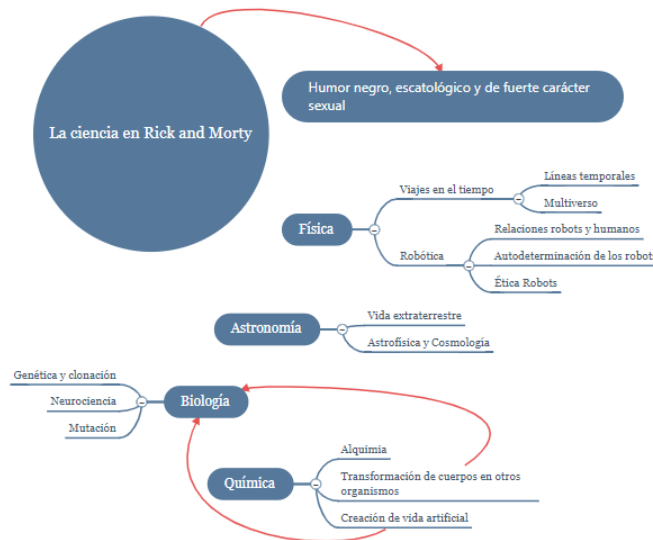 La ciencia en Rick and Morty
Humor negro, escatológico y de fuerte carácter
sexual
Física
Viajes en el tiempo
Líneas temporales
Multiverso
Robótica
Relaciones robots y humanos
Autodeterminación de los robots
Ética Robots
Astronomía
Vida extraterrestre
Astrofísica y Cosmología
Biología
Genética y clonación
Neurociencia
Mutación
Química
Alquimia
Transformación de cuerpos en otros
organismos
Creación de vida artificial